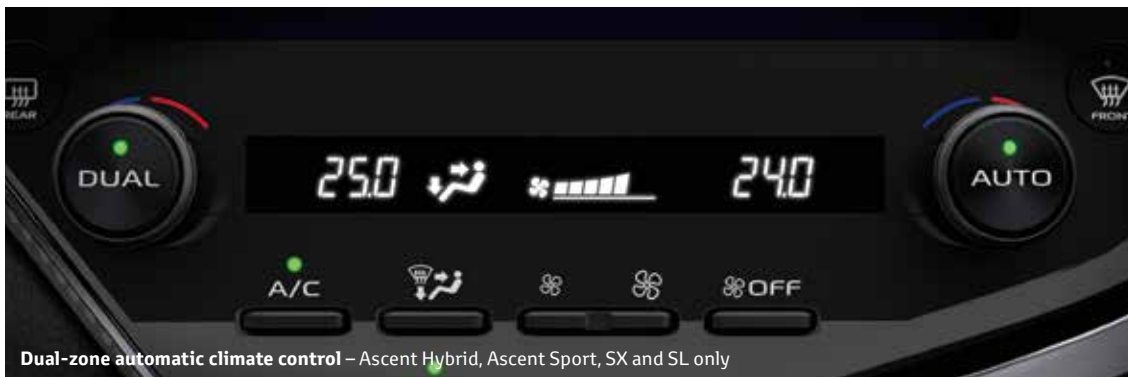 REAR
FRONT
DUAL
25.0
24.0
AUTO
A/C
OFF
Dual-zone automatic climate control – Ascent Hybrid, Ascent Sport, SX and SL only